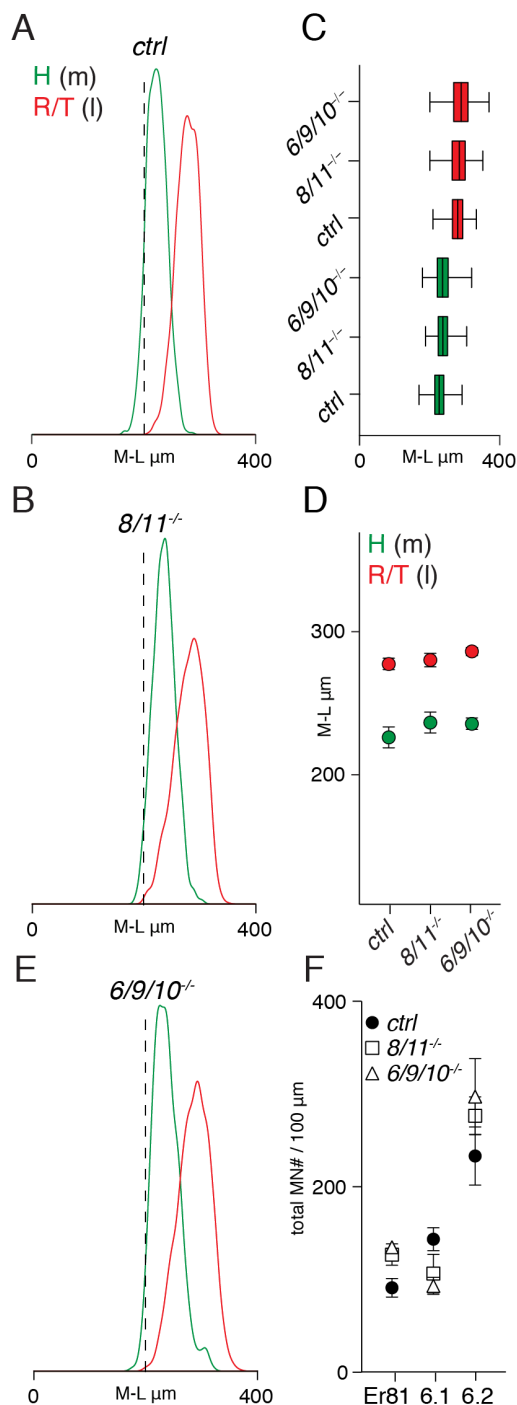 A
ctrl
H (m)
R/T (l)
0 M-L µm 400
B
8/11-/-
0 M-L µm 400
E
6/9/10-/-
0 M-L µm 400
C
6/9/10-/-
8/11-/-
ctrl
6/9/10-/-
8/11-/-
ctrl
0 M-L µm 400
D
H (m)
R/T (l)
300
M-L µm
200
ctrl 8/11-/- 6/9/10-/-
F
400
ctrl
8/11-/-
6/9/10-/-
total MN# / 100 µm
200
0
Er81 6.1 6.2